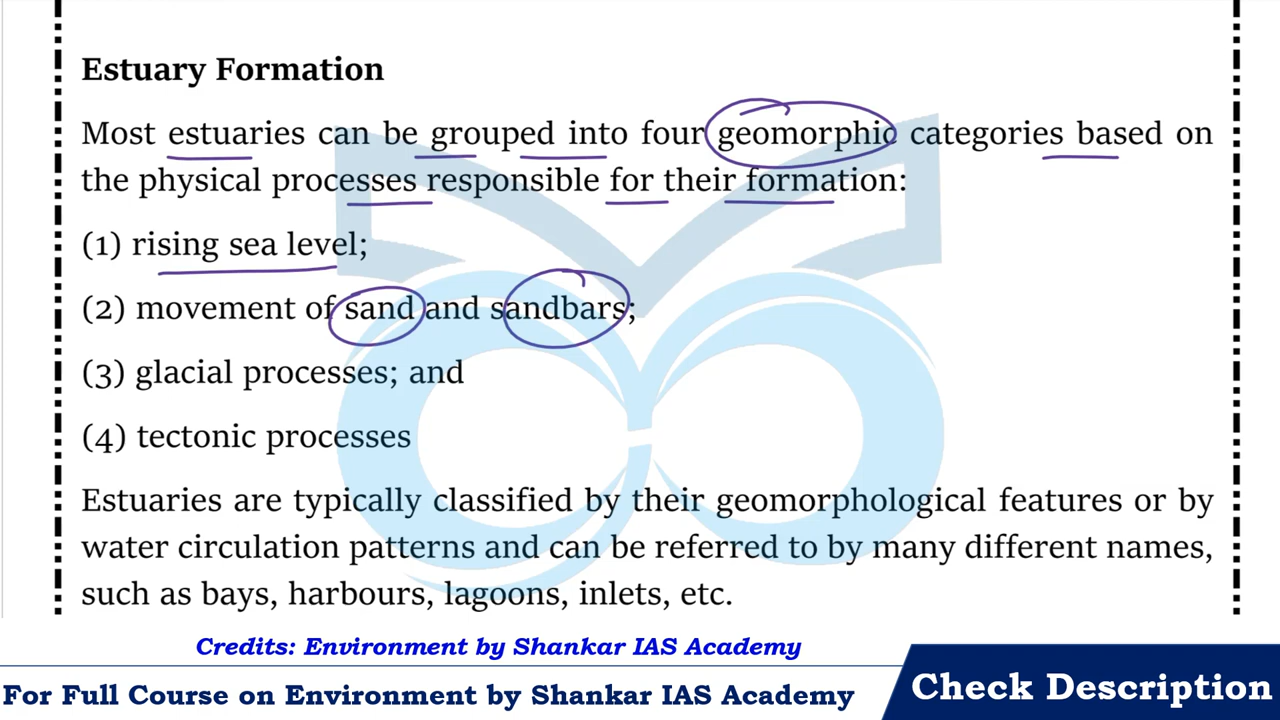 Estuary Formation
Most estuaries can be grouped into four geomorphic categories based on
the physical processes responsible for their formation:
(1) rising sea level;
(2) movement of sand and sandbars;
(3) glacial processes; and
(4) tectonic processes
Estuaries are typically classified by their geomorphological features or by
water circulation patterns and can be referred to by many different names,
such as bays, harbours, lagoons, inlets, etc.
Credits: Environment by Shankar IAS Academy
For Full Course on Environment by Shankar IAS Academy
Check Description